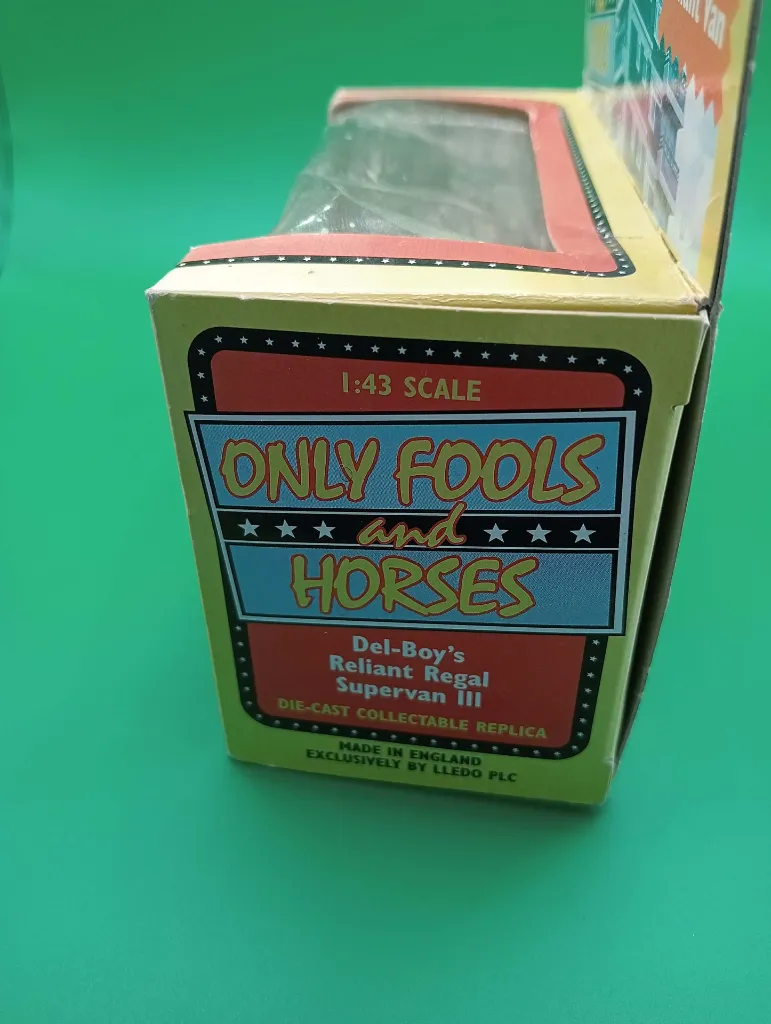 Van
1:43 SCALE
ONLY FOOLS
and
HORSES
Del-Boy's
Reliant Regal
Supervan III
DIE-CAST COLLECTABLE REPLICA
MADE IN ENGLAND
EXCLUSIVELY BY LLEDO PLC